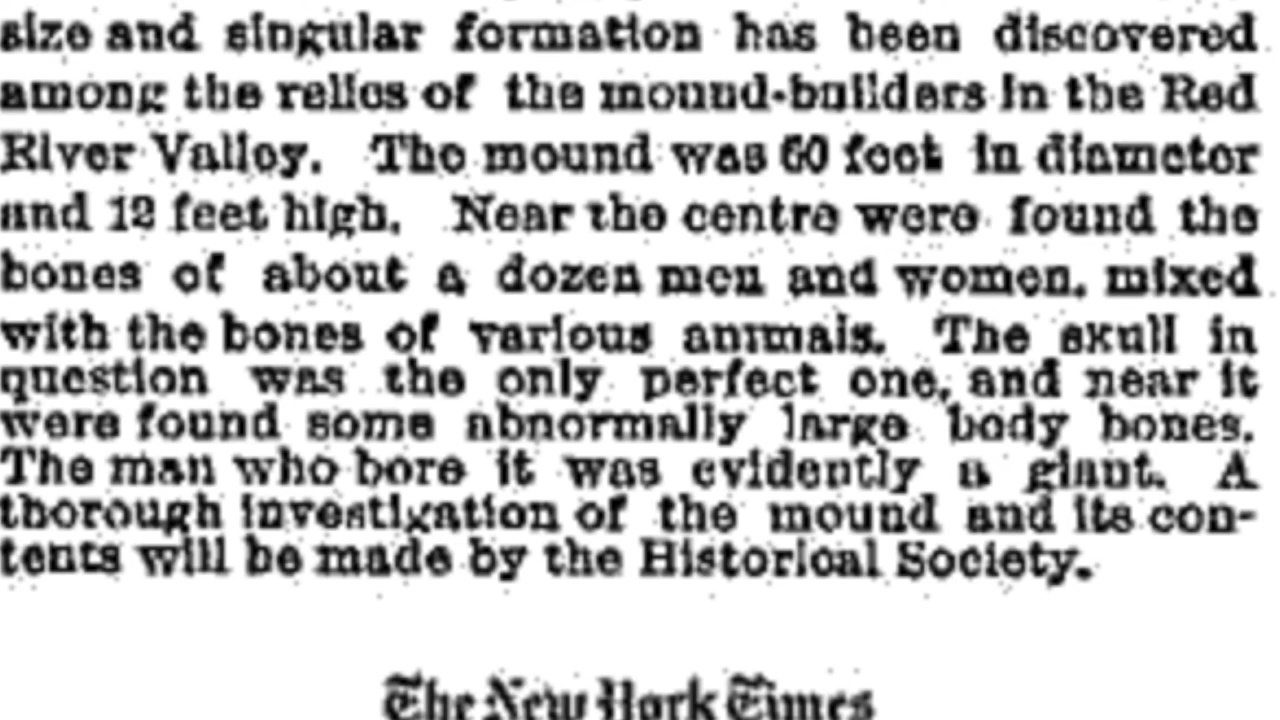 size and singular formation has been discovered
among the relics of the mound-builders in the Red
River Valley. The mound was 60 feet in diameter
and 12 feet high. Near the centre were found the
bones of about a dozen men and women, mixed
with the bones of various animals. The skull in
question was the only perfect one, and near it
were found some abnormally large body bones.
The man who bore it was evidently a giant. A
thorough investigation of the mound and its con-
tents will be made by the Historical Society.
The New York Times